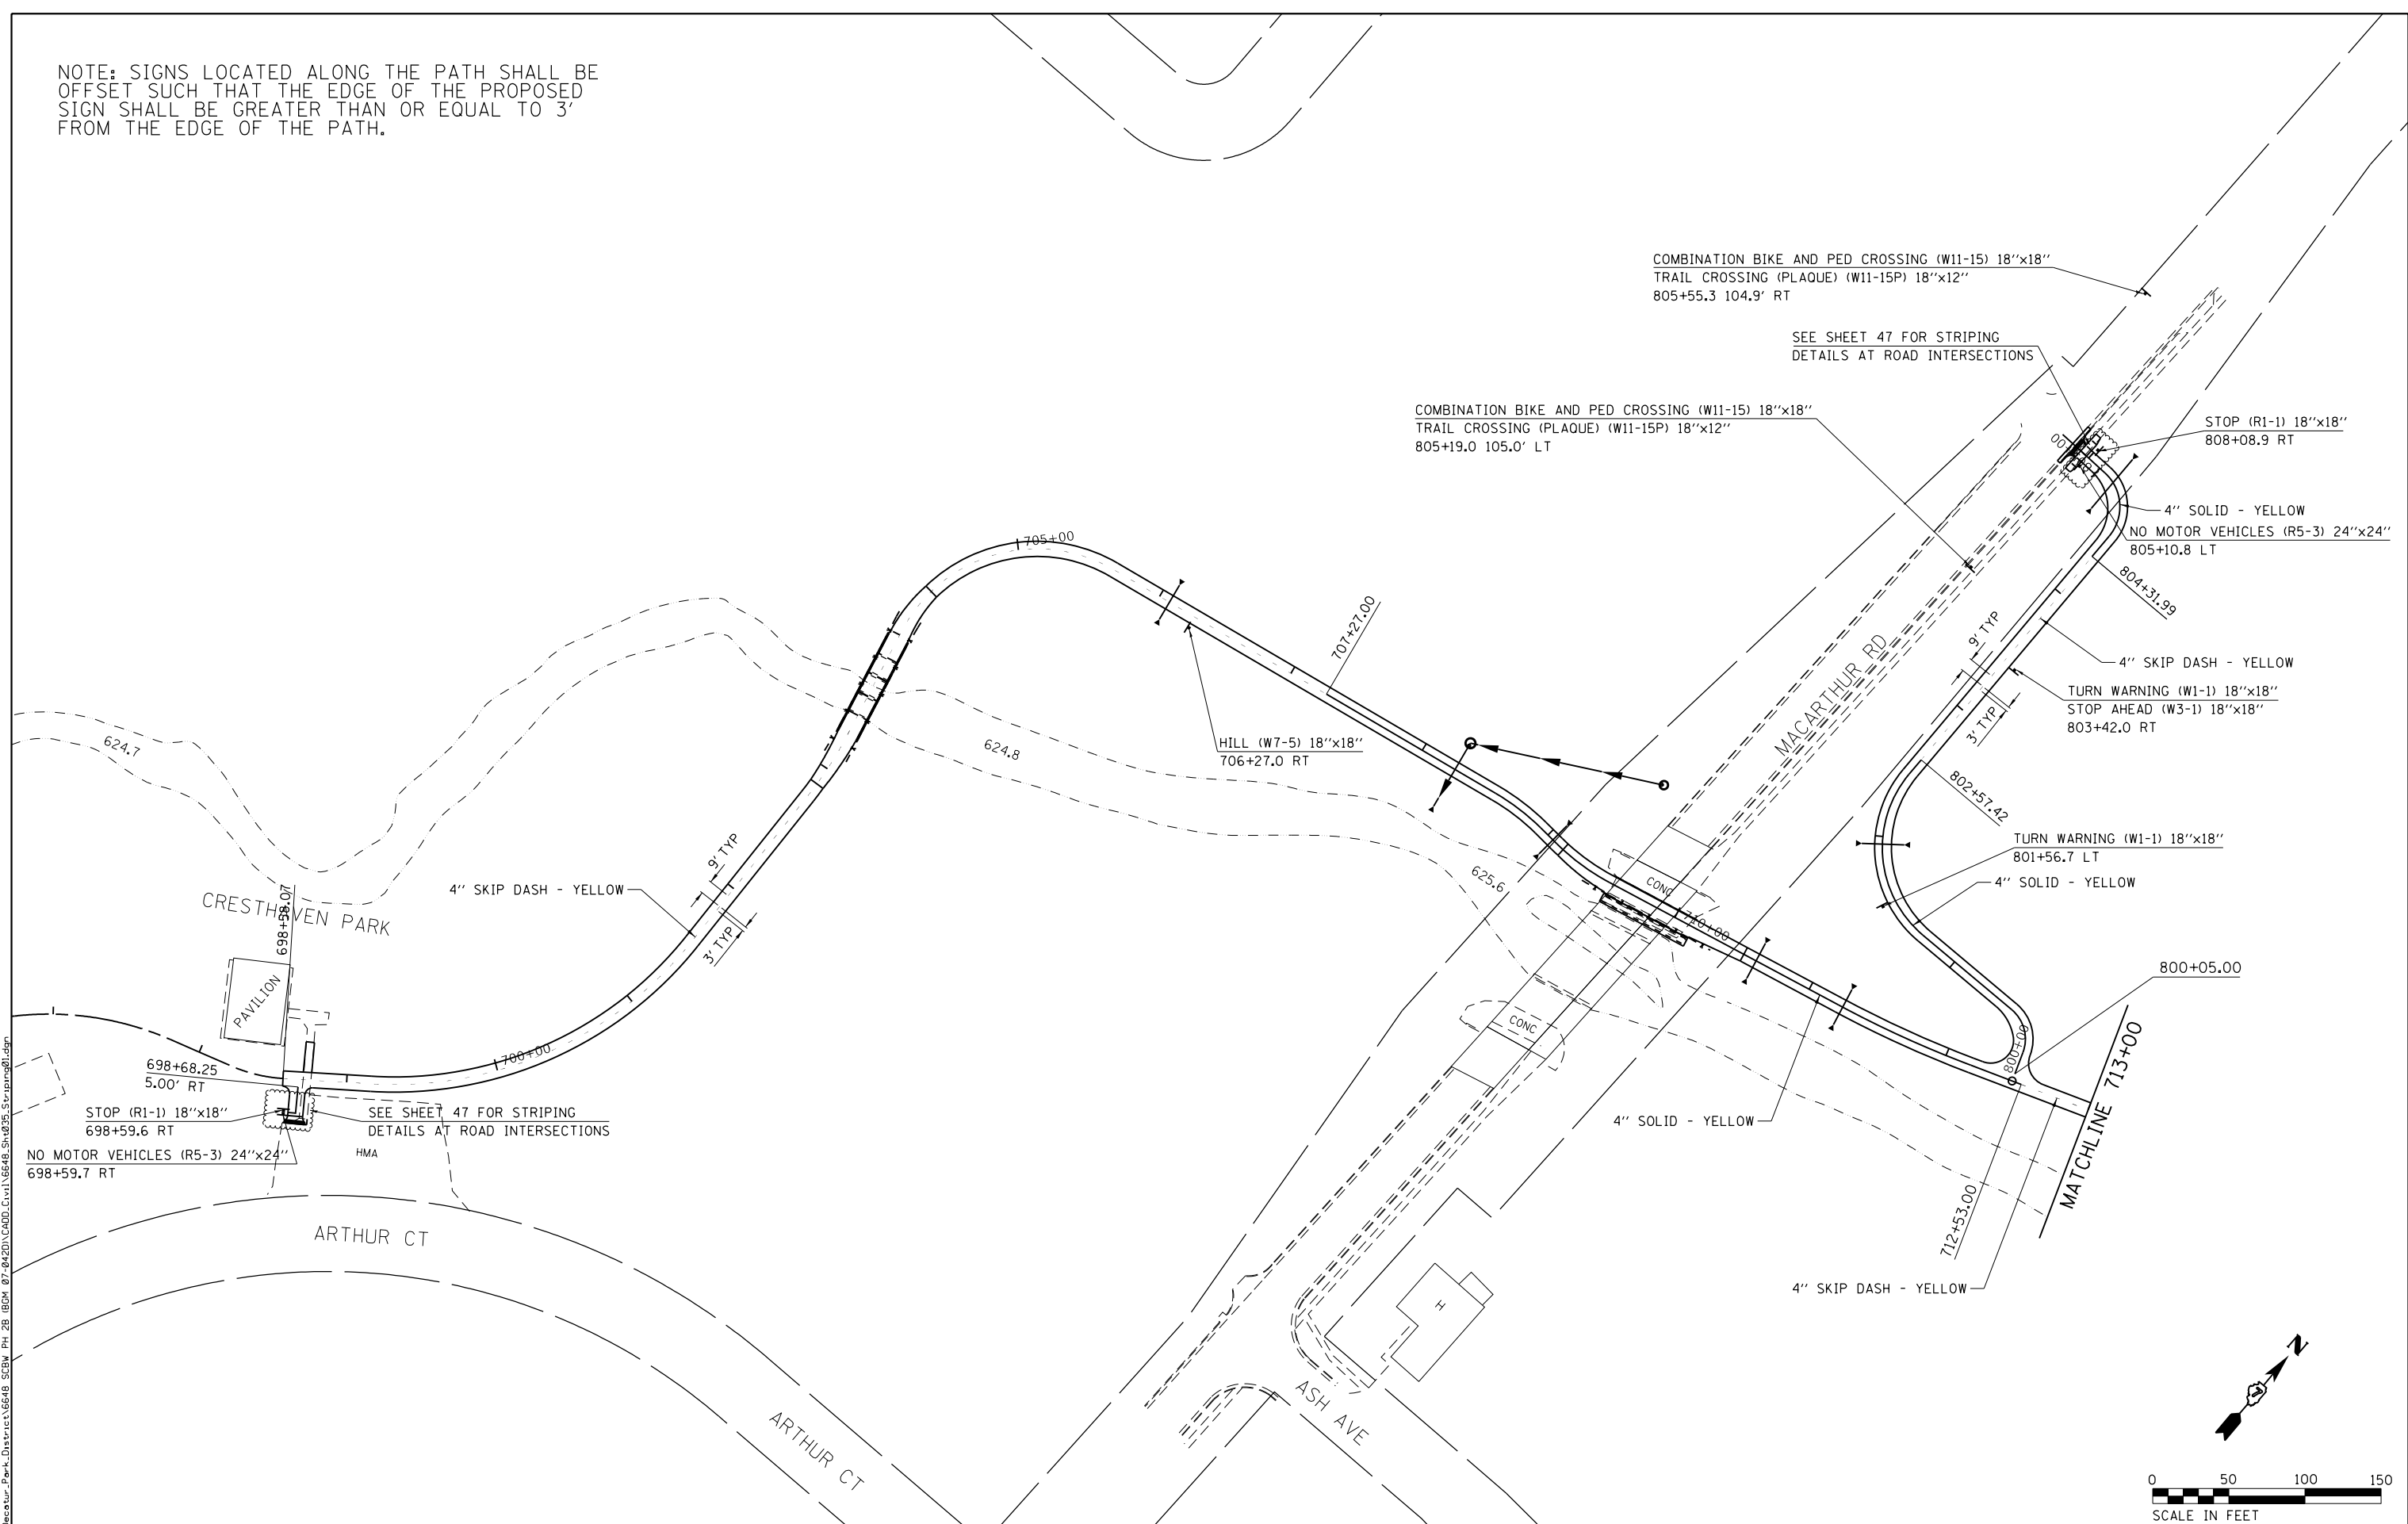 NOTE: SIGNS LOCATED ALONG THE PATH SHALL BE
OFFSET SUCH THAT THE EDGE OF THE PROPOSED
SIGN SHALL BE GREATER THAN OR EQUAL TO 3'
FROM THE EDGE OF THE PATH.
COMBINATION BIKE AND PED CROSSING (W11-15) 18''x18''
TRAIL CROSSING (PLAQUE) (W11-15P) 18''x12''
805+55.3 104.9' RT
SEE SHEET 47 FOR STRIPING
DETAILS AT ROAD INTERSECTIONS
COMBINATION BIKE AND PED CROSSING (W11-15) 18''x18''
TRAIL CROSSING (PLAQUE) (W11-15P) 18''x12''
805+19.0 105.0' LT
STOP (R1-1) 18''x18''
808+08.9 RT
4'' SOLID - YELLOW
NO MOTOR VEHICLES (R5-3) 24''x24''
805+10.8 LT
804+31.99
9' TYP
4'' SKIP DASH - YELLOW
TURN WARNING (W1-1) 18''x18''
STOP AHEAD (W3-1) 18''x18''
803+42.0 RT
3' TYP
MACARTHUR RD
705+00
707+27.00
HILL (W7-5) 18''x18''
706+27.0 RT
624.7
624.8
625.6
802+57.42
TURN WARNING (W1-1) 18''x18''
801+56.7 LT
4'' SOLID - YELLOW
9' TYP
4'' SKIP DASH - YELLOW
3' TYP
CRESTHAVEN PARK
698+58.07
PAVILION
CONC
710+00
CONC
800+05.00
800+00
MATCHLINE 713+00
700+00
698+68.25
5.00' RT
STOP (R1-1) 18''x18''
698+59.6 RT
SEE SHEET 47 FOR STRIPING
DETAILS AT ROAD INTERSECTIONS
NO MOTOR VEHICLES (R5-3) 24''x24''
698+59.7 RT
HMA
4'' SOLID - YELLOW
712+53.00
4'' SKIP DASH - YELLOW
ARTHUR CT
ARTHUR CT
ASH AVE
H
N
0 50 100 150
SCALE IN FEET